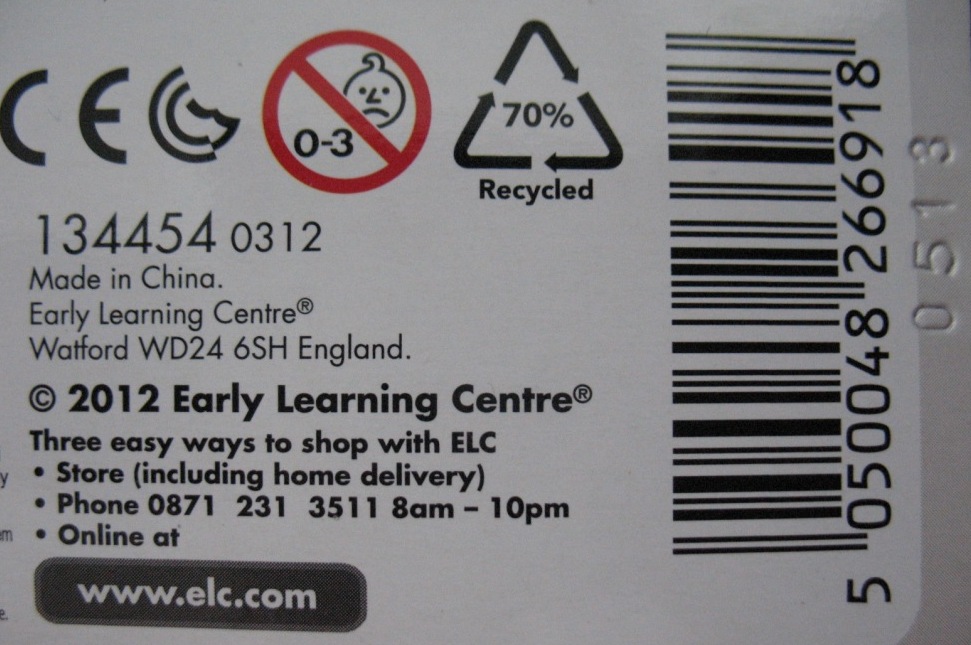 CE
0-3
70%
Recycled
134454 0312
Made in China.
Early Learning Centre®
Watford WD24 6SH England.
© 2012 Early Learning Centre®
Three easy ways to shop with ELC
• Store (including home delivery)
• Phone 0871 231 3511 8am – 10pm
• Online at
www.elc.com
5 050048 266918
0513